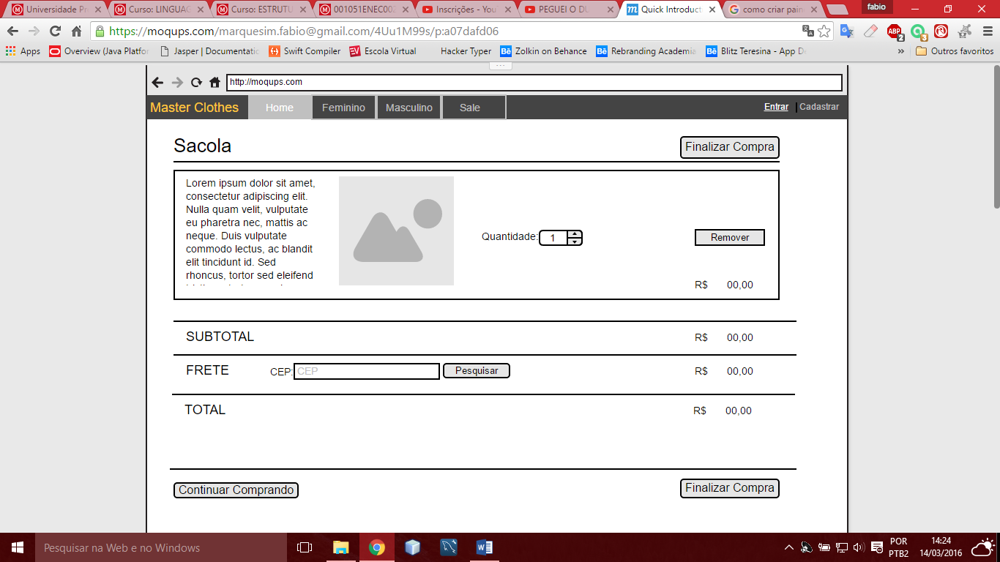 Universidade Pr
Curso: LINGUAG
Curso: ESTRUTU
001051ENEC002
Inscrições - You
PEGUEI O DU
Quick Introduct
como criar pain
fabio
https://moqups.com/marquesim.fabio@gmail.com/4Uu1M99s/p:a07dafd06
Apps
Overview (Java Platfor
Jasper | Documentatio
Swift Compiler
Escola Virtual
Hacker Typer
Zolkin on Behance
Rebranding Academia
Blitz Teresina - App De
»
Outros favoritos
http://moqups.com
Master Clothes
Home
Feminino
Masculino
Sale
Entrar
Cadastrar
Sacola
Finalizar Compra
Lorem ipsum dolor sit amet,
consectetur adipiscing elit.
Nulla quam velit, vulputate
eu pharetra nec, mattis ac
neque. Duis vulputate
commodo lectus, ac blandit
elit tincidunt id. Sed
rhoncus, tortor sed eleifend
Quantidade: 1
Remover
R$ 00,00
SUBTOTAL R$ 00,00
FRETE CEP: CEP Pesquisar R$ 00,00
TOTAL R$ 00,00
Continuar Comprando
Finalizar Compra
Pesquisar na Web e no Windows
POR
PTB2
14:24
14/03/2016